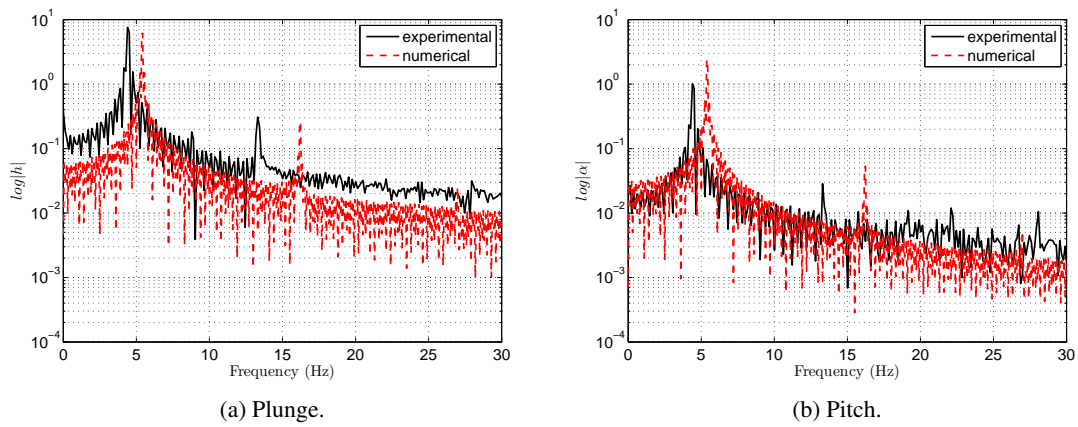 10^1
10^0
10^{-1}
10^{-2}
10^{-3}
10^{-4}
log|h|
0 5 10 15 20 25 30
Frequency (Hz)
experimental
numerical
(a) Plunge.
10^1
10^0
10^{-1}
10^{-2}
10^{-3}
10^{-4}
log|α|
0 5 10 15 20 25 30
Frequency (Hz)
experimental
numerical
(b) Pitch.